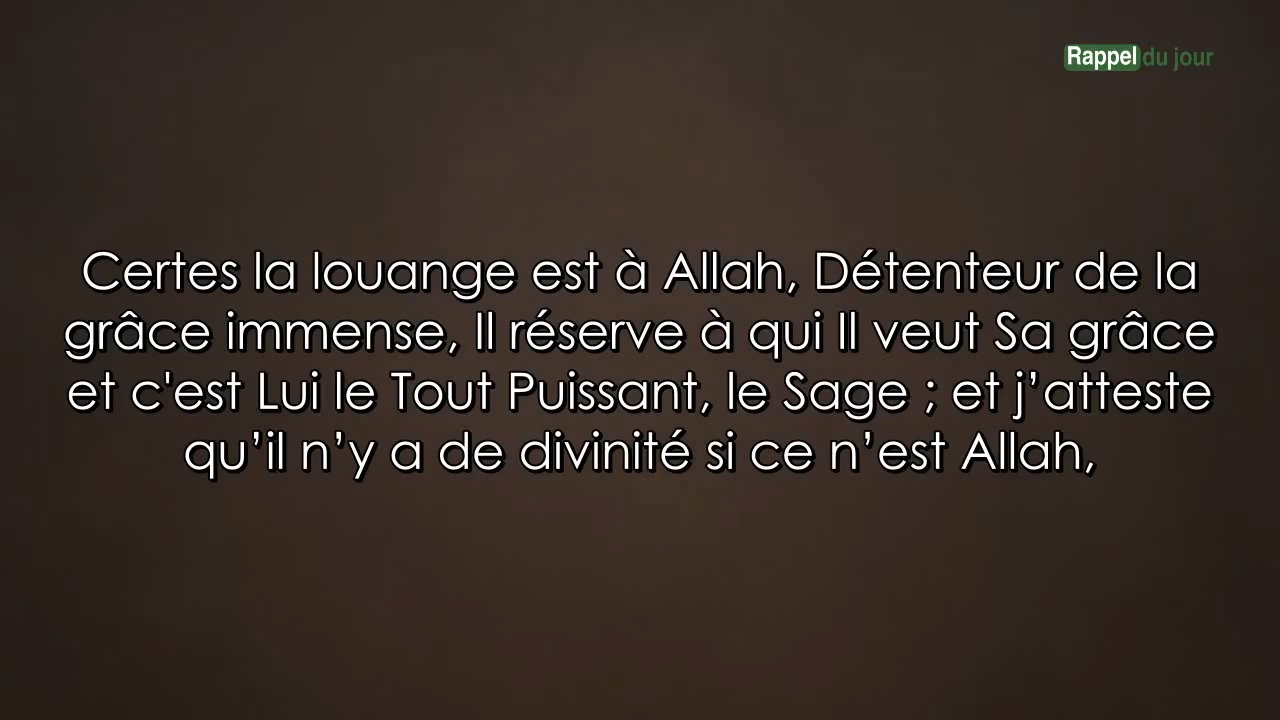 Rappel du jour
Certes la louange est à Allah, Détenteur de la
grâce immense, Il réserve à qui Il veut Sa grâce
et c'est Lui le Tout Puissant, le Sage ; et j’atteste
qu’il n’y a de divinité si ce n’est Allah,